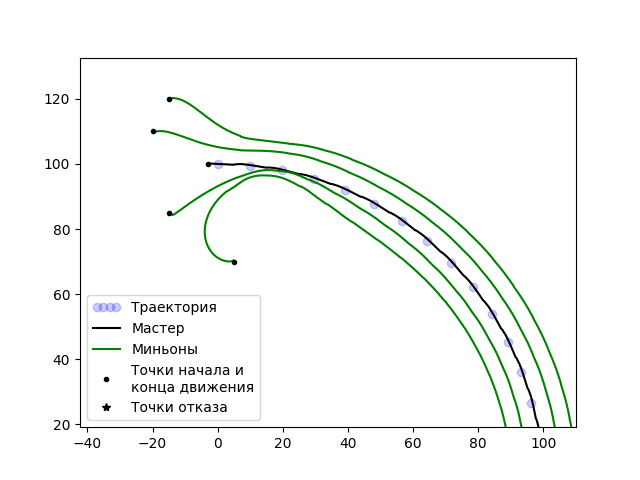 120
100
80
60
40
20
Траектория
Мастер
Миньоны
Точки начала и
конца движения
Точки отказа
−40 −20 0 20 40 60 80 100